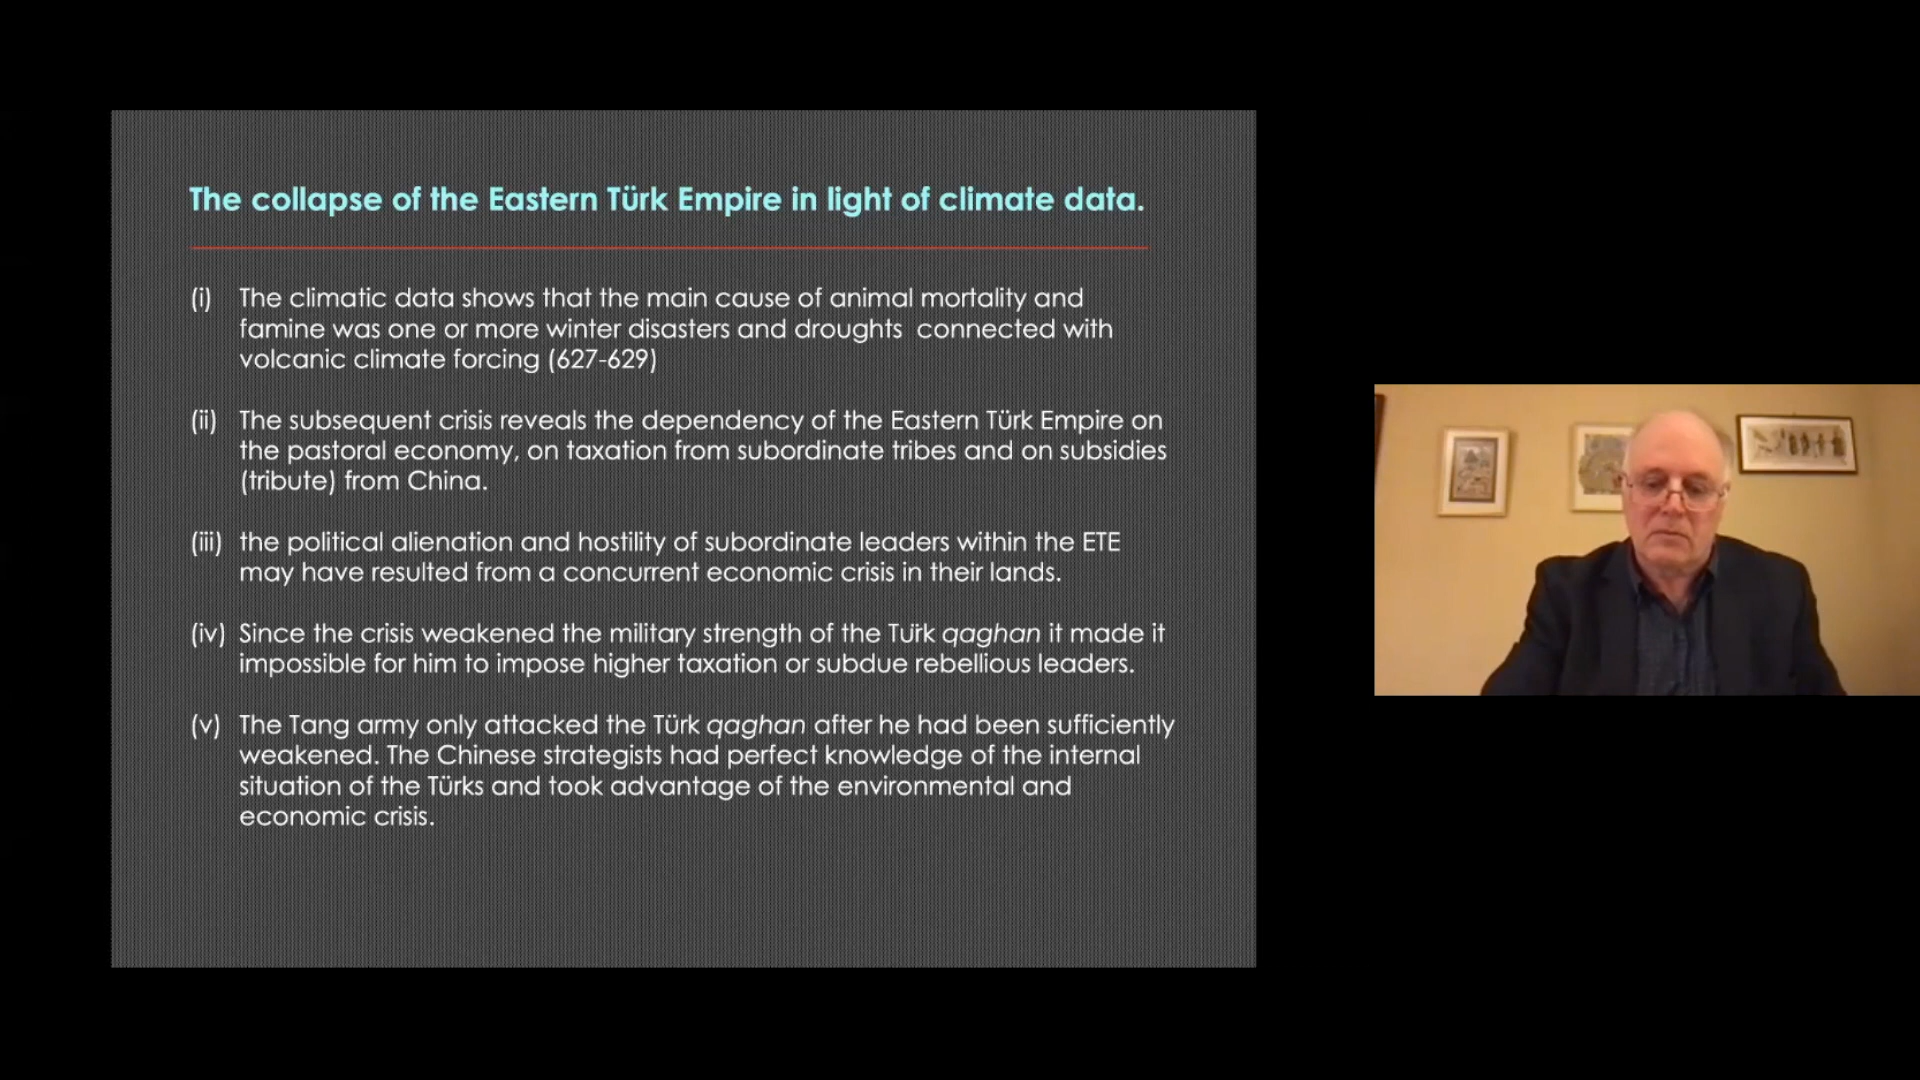 The collapse of the Eastern Türk Empire in light of climate data.
(i) The climatic data shows that the main cause of animal mortality and
famine was one or more winter disasters and droughts connected with
volcanic climate forcing (627-629)
(ii) The subsequent crisis reveals the dependency of the Eastern Türk Empire on
the pastoral economy, on taxation from subordinate tribes and on subsidies
(tribute) from China.
(iii) the political alienation and hostility of subordinate leaders within the ETE
may have resulted from a concurrent economic crisis in their lands.
(iv) Since the crisis weakened the military strength of the Türk qaghan it made it
impossible for him to impose higher taxation or subdue rebellious leaders.
(v) The Tang army only attacked the Türk qaghan after he had been sufficiently
weakened. The Chinese strategists had perfect knowledge of the internal
situation of the Türks and took advantage of the environmental and
economic crisis.